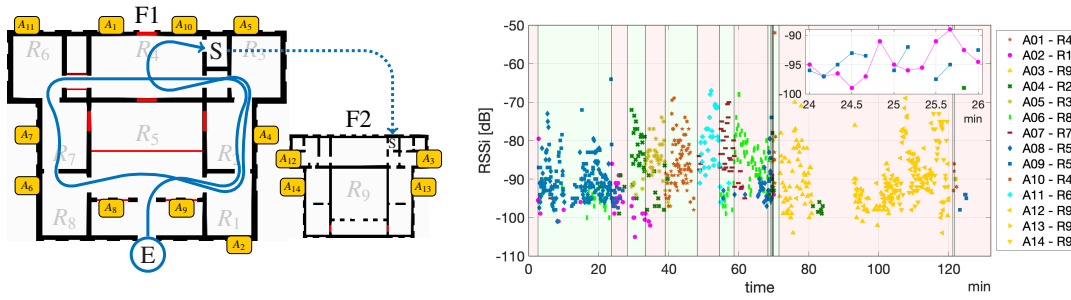 F1
A11 A1 A10 A5
R6 R4 S R3
A7 R5 A4
R7 R2
A6 A8 A9
R8 R1
A2
E
F2
S
A12 A3
A14 R9 A13
-50
-60
-70
-80
-90
-100
-110
RSSi [dB]
0 20 40 60 80 100 120
time
min
-90
-100
24 24.5 25 25.5 26
min
A01 - R4
A02 - R1
A03 - R9
A04 - R2
A05 - R3
A06 - R8
A07 - R7
A08 - R5
A09 - R5
A10 - R4
A11 - R6
A12 - R9
A13 - R9
A14 - R9